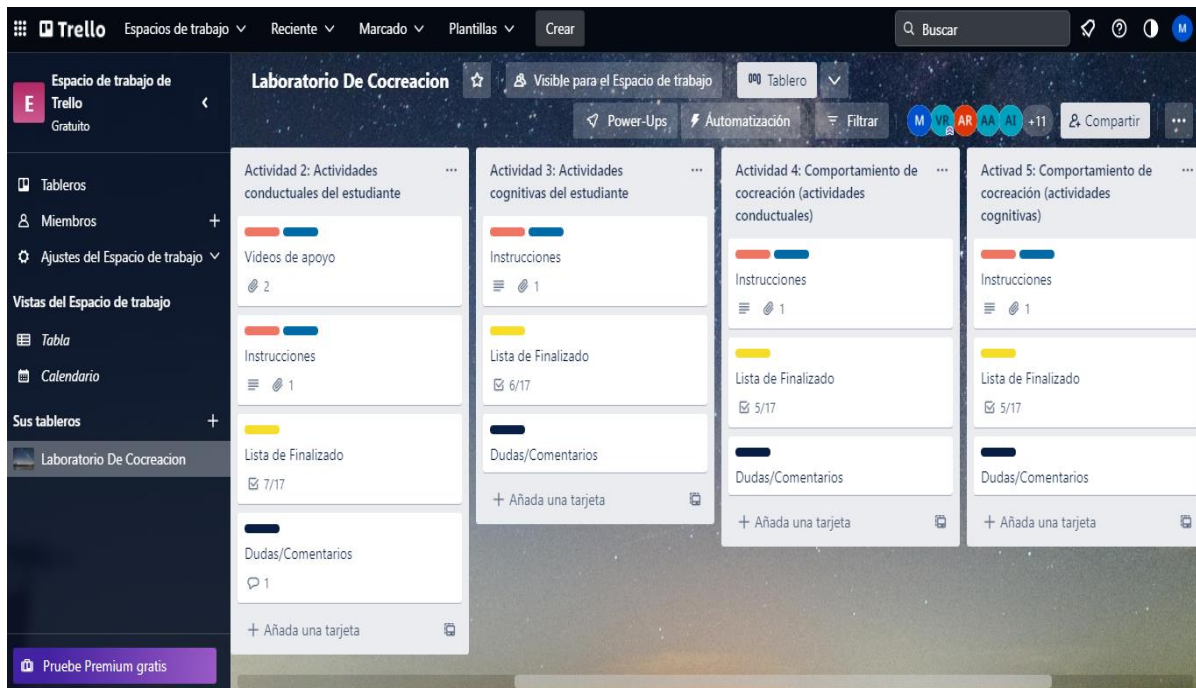 Trello Espacios de trabajo Reciente Marcado Plantillas Crear Buscar M
E Espacio de trabajo de
Trello
Gratuito
Tableros
Miembros
Ajustes del Espacio de trabajo
Vistas del Espacio de trabajo
Tabla
Calendario
Sus tableros
Laboratorio De Cocreacion
Pruebe Premium gratis
Laboratorio De Cocreacion Visible para el Espacio de trabajo Tablero
Power-Ups Automatización Filtrar M VR AR AA AI +11 Compartir
Actividad 2: Actividades
conductuales del estudiante
Videos de apoyo
2
Instrucciones
1
Lista de Finalizado
7/17
Dudas/Comentarios
1
+ Añada una tarjeta
Actividad 3: Actividades
cognitivas del estudiante
Instrucciones
1
Lista de Finalizado
6/17
Dudas/Comentarios
+ Añada una tarjeta
Actividad 4: Comportamiento de
cocreación (actividades
conductuales)
Instrucciones
1
Lista de Finalizado
5/17
Dudas/Comentarios
+ Añada una tarjeta
Activad 5: Comportamiento de
cocreación (actividades
cognitivas)
Instrucciones
1
Lista de Finalizado
5/17
Dudas/Comentarios
+ Añada una tarjeta